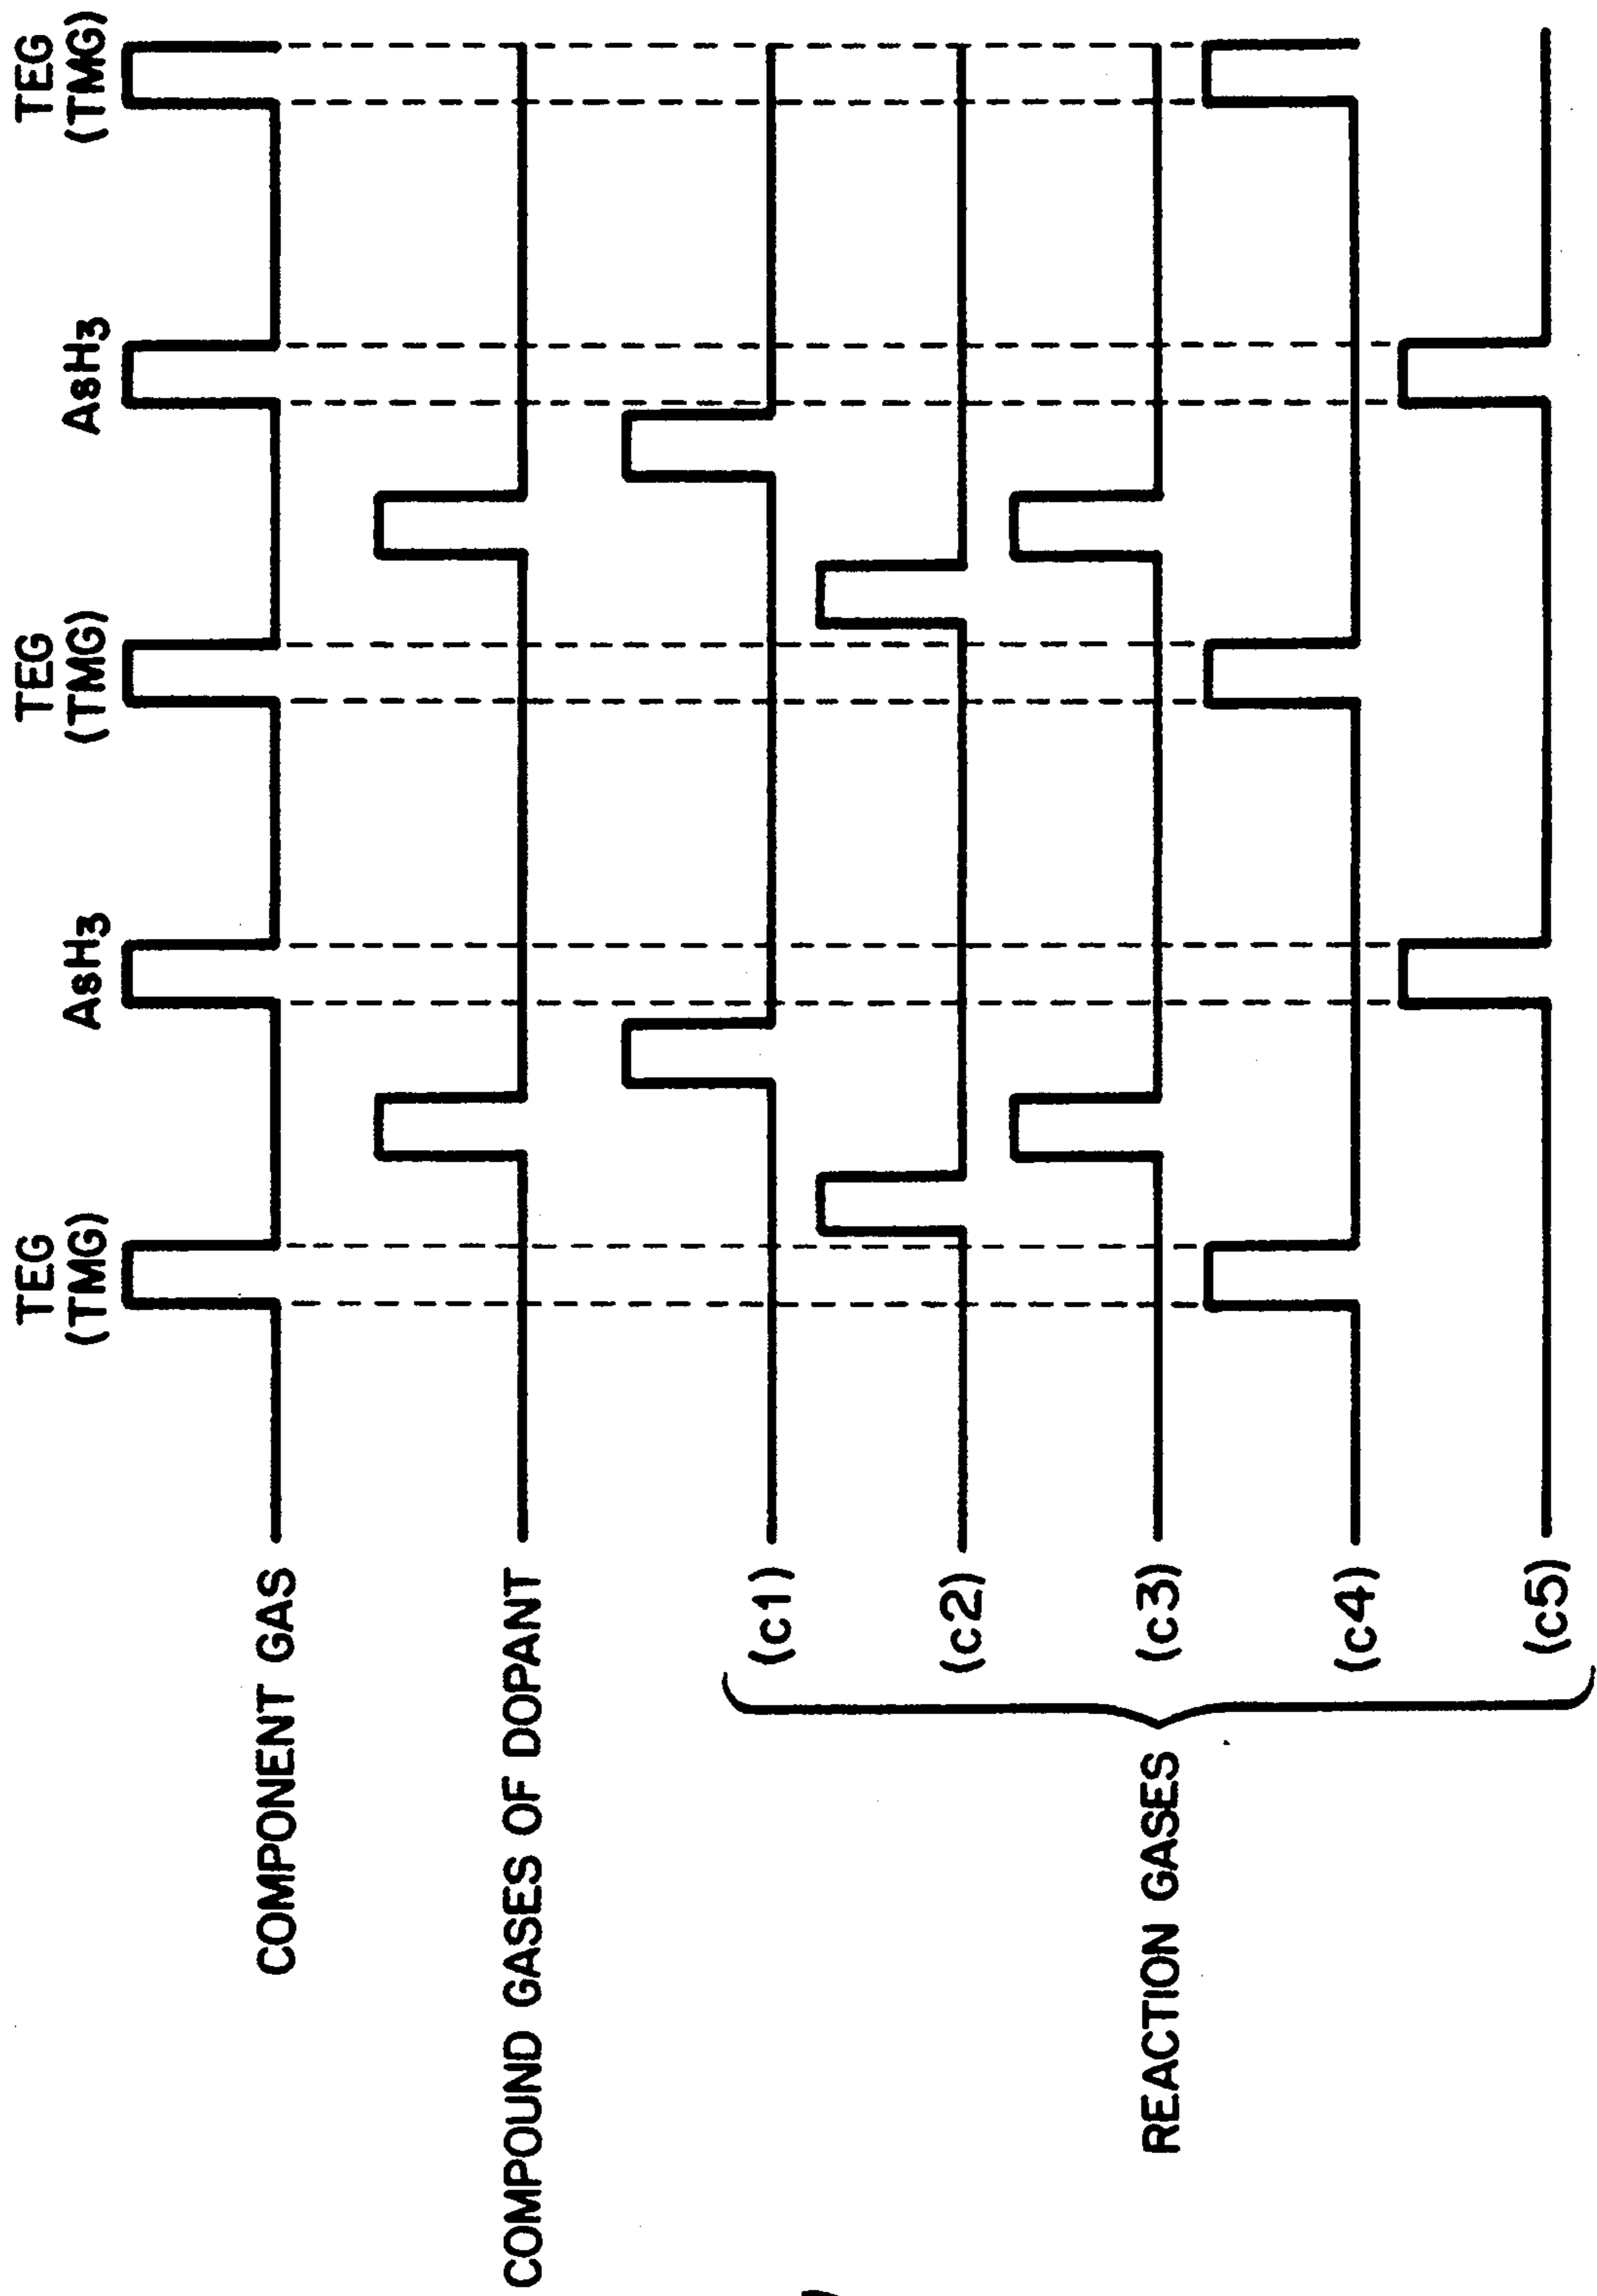 TEG
(TMG)
AsH3
TEG
(TMG)
AsH3
TEG
(TMG)
COMPONENT GAS
COMPOUND GASES OF DOPANT
REACTION GASES
(c1)
(c2)
(c3)
(c4)
(c5)